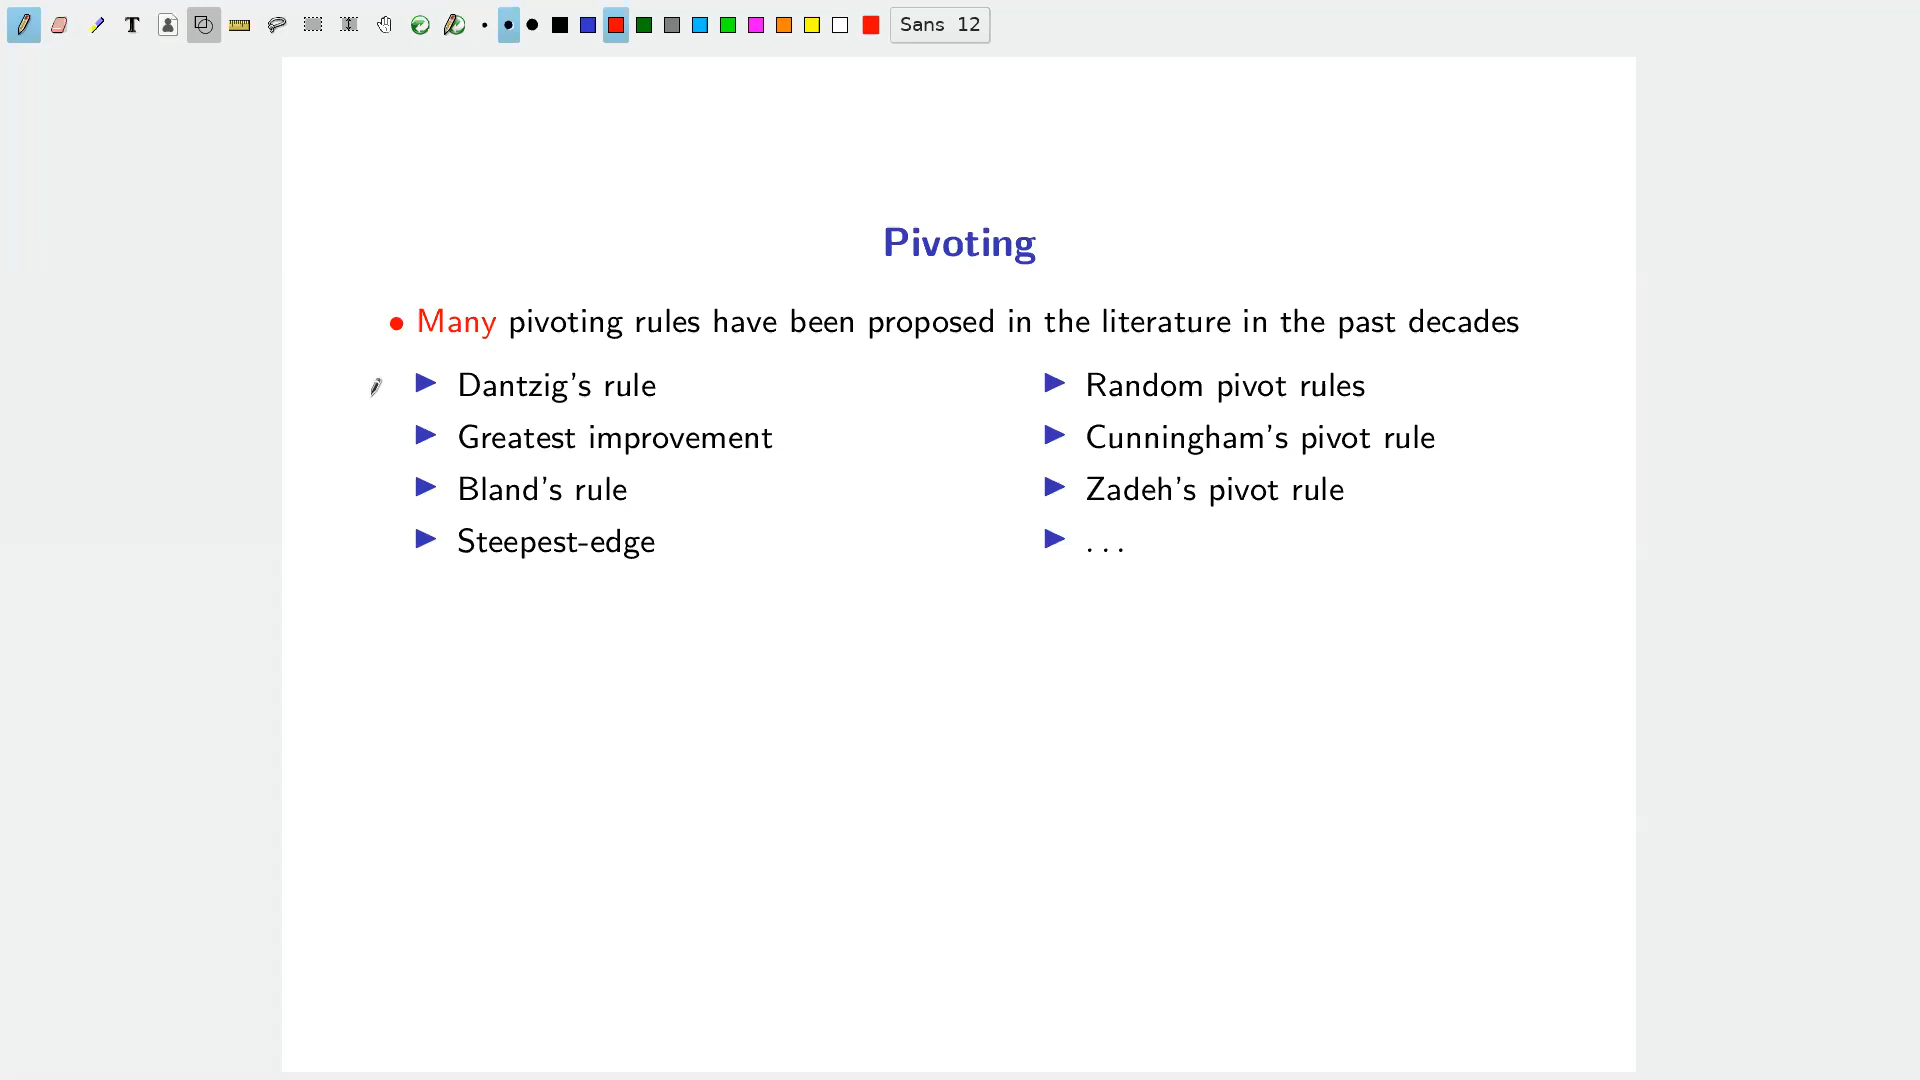 T
Sans 12
Pivoting
• Many pivoting rules have been proposed in the literature in the past decades
▶ Dantzig's rule
▶ Greatest improvement
▶ Bland's rule
▶ Steepest-edge
▶ Random pivot rules
▶ Cunningham's pivot rule
▶ Zadeh's pivot rule
▶ . . .